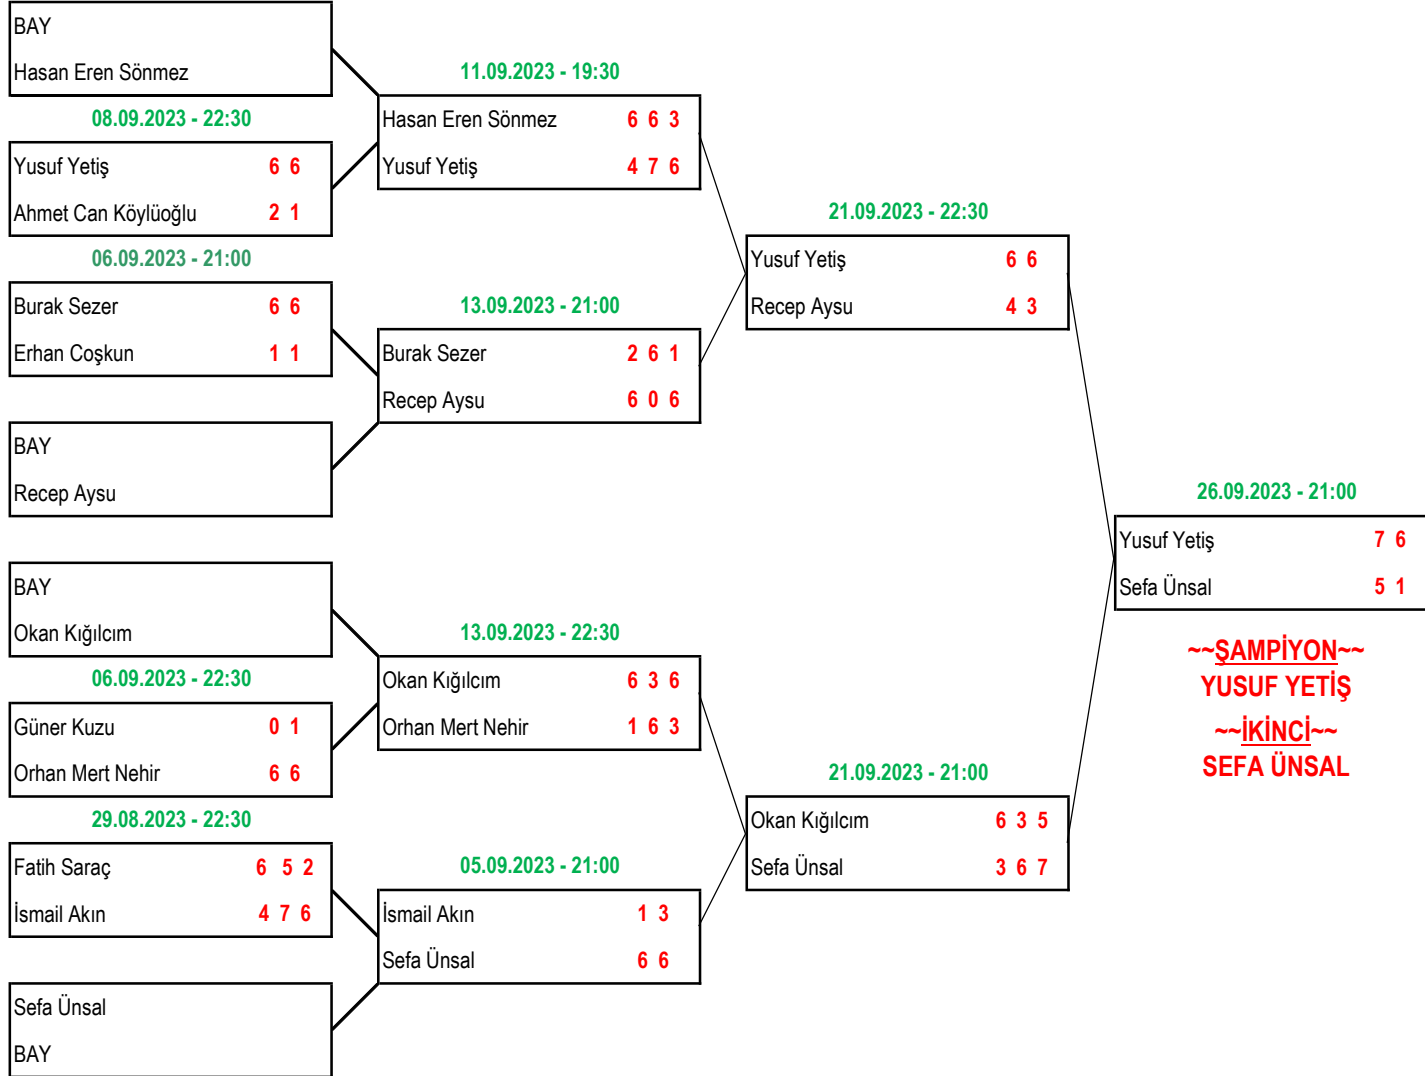 BAY
Hasan Eren Sönmez
08.09.2023 - 22:30
Yusuf Yetiş 6 6
Ahmet Can Köylüoğlu 2 1
06.09.2023 - 21:00
Burak Sezer 6 6
Erhan Coşkun 1 1
BAY
Recep Aysu
BAY
Okan Kığılcım
06.09.2023 - 22:30
Güner Kuzu 0 1
Orhan Mert Nehir 6 6
29.08.2023 - 22:30
Fatih Saraç 6 5 2
İsmail Akın 4 7 6
Sefa Ünsal
BAY
11.09.2023 - 19:30
Hasan Eren Sönmez 6 6 3
Yusuf Yetiş 4 7 6
13.09.2023 - 21:00
Burak Sezer 2 6 1
Recep Aysu 6 0 6
13.09.2023 - 22:30
Okan Kığılcım 6 3 6
Orhan Mert Nehir 1 6 3
05.09.2023 - 21:00
İsmail Akın 1 3
Sefa Ünsal 6 6
21.09.2023 - 22:30
Yusuf Yetiş 6 6
Recep Aysu 4 3
21.09.2023 - 21:00
Okan Kığılcım 6 3 5
Sefa Ünsal 3 6 7
26.09.2023 - 21:00
Yusuf Yetiş 7 6
Sefa Ünsal 5 1
~~ŞAMPİYON~~
YUSUF YETİŞ
~~İKİNCİ~~
SEFA ÜNSAL